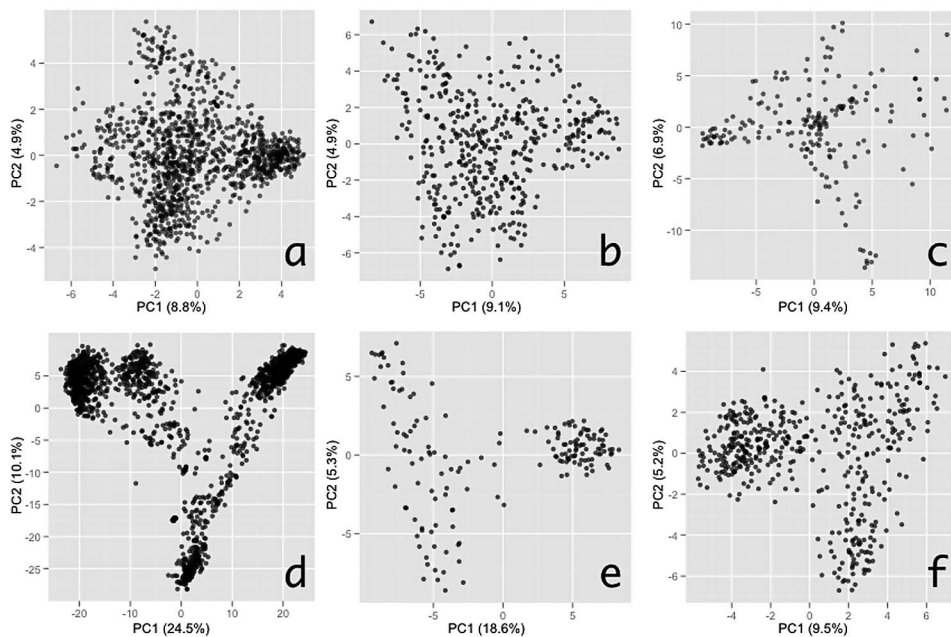 4
2
0
-2
-4
PC2 (4.9%)
a
-6 -4 -2 0 2 4
PC1 (8.8%)
6
4
2
0
-2
-4
-6
PC2 (4.9%)
b
-5 0 5
PC1 (9.1%)
10
5
0
-5
-10
PC2 (6.9%)
c
-5 0 5 10
PC1 (9.4%)
5
0
-5
-10
-15
-20
-25
PC2 (10.1%)
d
-20 -10 0 10 20
PC1 (24.5%)
5
0
-5
PC2 (5.3%)
e
-5 0 5
PC1 (18.6%)
4
2
0
-2
-4
-6
PC2 (5.2%)
f
-4 -2 0 2 4 6
PC1 (9.5%)